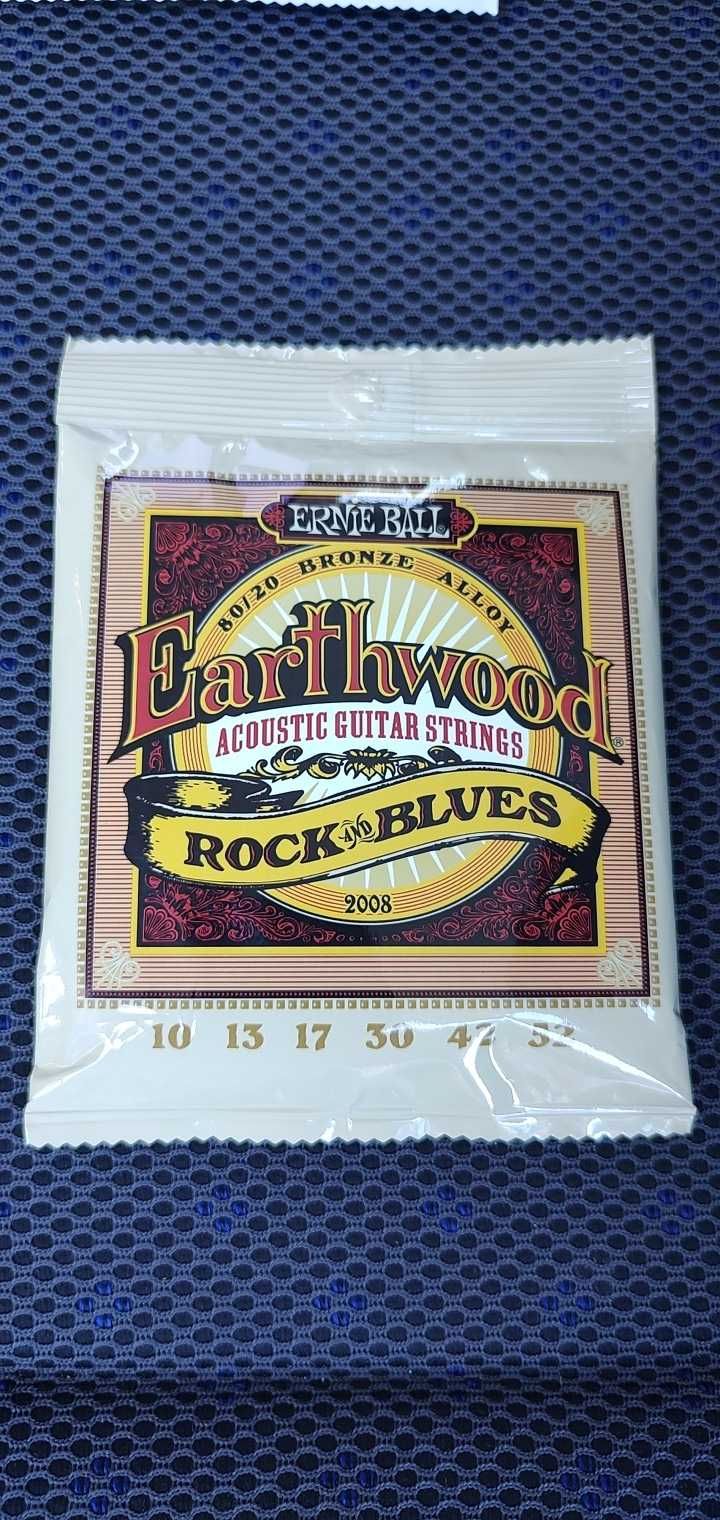 ERNIE BALL
80/20 BRONZE ALLOY
Earthwood®
ACOUSTIC GUITAR STRINGS
ROCK AND BLUES
2008
10 13 17 30 42 52